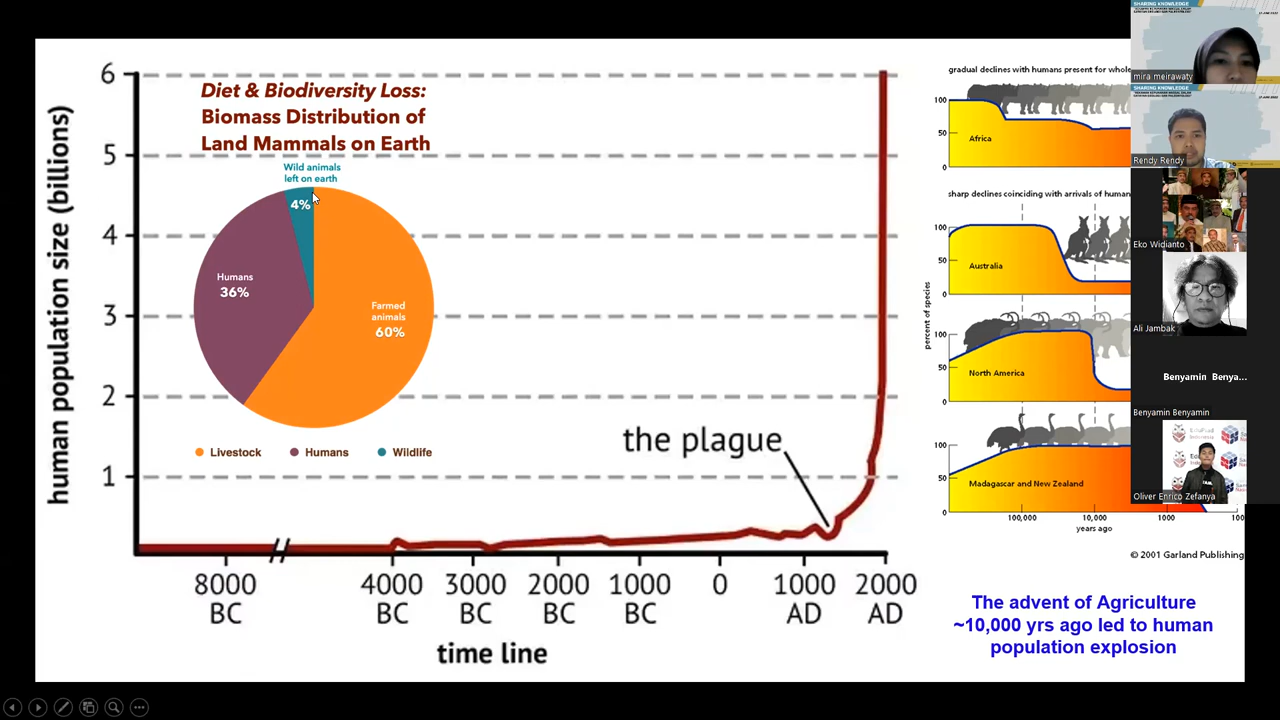 Diet & Biodiversity Loss:
Biomass Distribution of
Land Mammals on Earth
Wild animals
left on earth
4%
Humans
36%
Farmed
animals
60%
Livestock
Humans
Wildlife
human population size (billions)
6
5
4
3
2
1
the plague
8000
BC
4000
BC
3000
BC
2000
BC
1000
BC
0
1000
AD
2000
AD
time line
gradual declines with humans present for whole
100
50
0
Africa
sharp declines coinciding with arrivals of human
100
50
0
Australia
percent of species
100
50
0
North America
100
50
0
Madagascar and New Zealand
100,000
10,000
1000
100
years ago
© 2001 Garland Publishing
The advent of Agriculture
~10,000 yrs ago led to human
population explosion
SHARING KNOWLEDGE
mira meirawaty
SHARING KNOWLEDGE
Rendy Rendy
Eko Widianto
Ali Jambak
Benyamin Benya...
Benyamin Benyamin
Oliver Enrico Zefanya